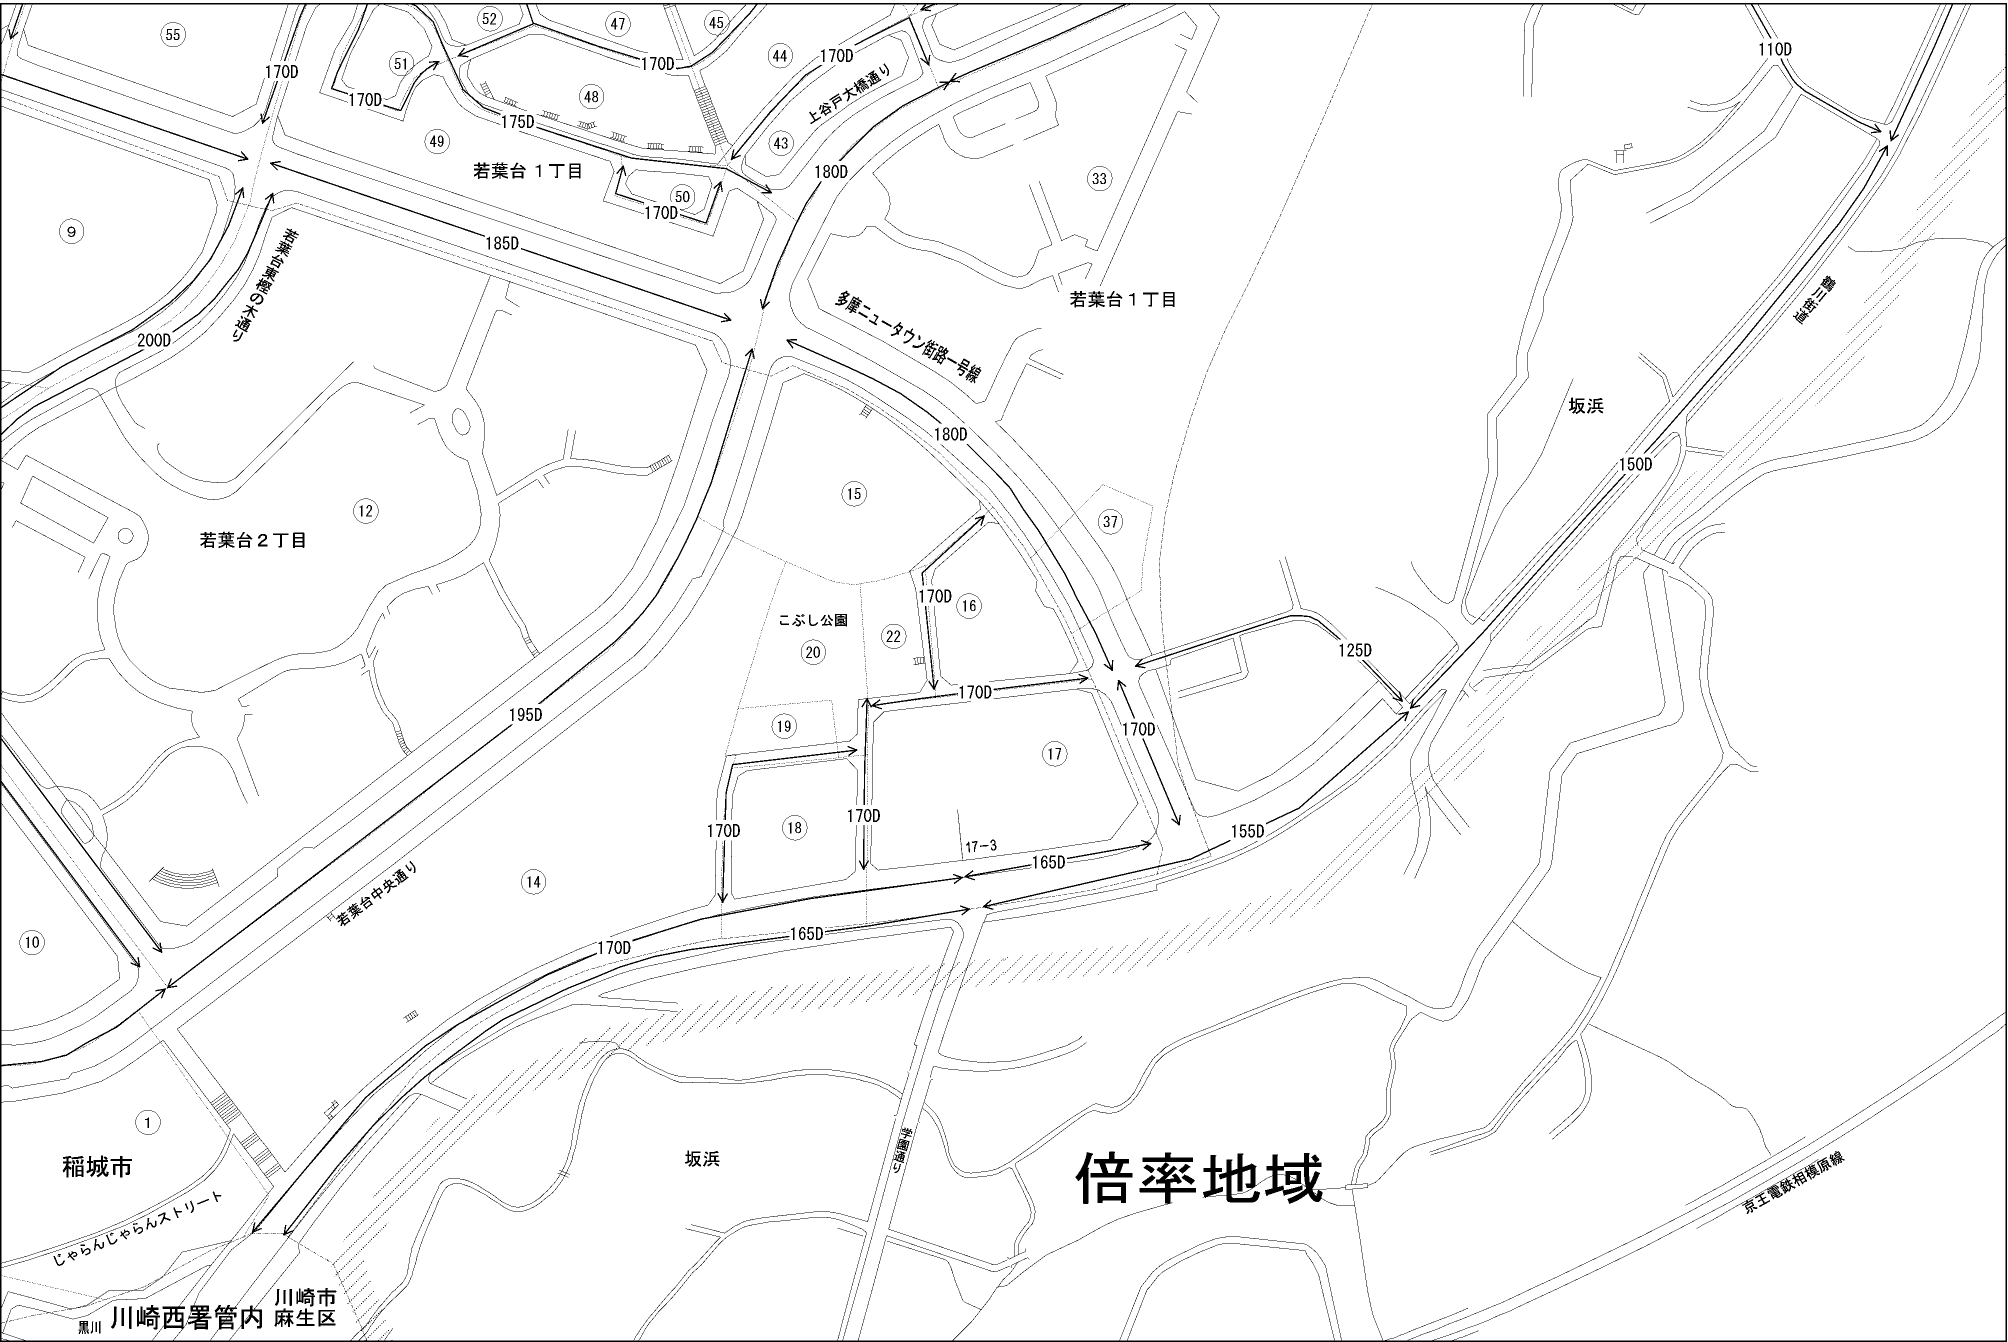 55
52
47
45
44
170D
51
170D
170D
170D
上谷戸大橋通り
48
170D
175D
49
43
若葉台1丁目
50
170D
180D
33
110D
9
185D
若葉台東樫の木通り
200D
若葉台1丁目
多摩ニュータウン街路一号線
鶴川街道
坂浜
180D
150D
15
37
12
若葉台2丁目
170D
16
こぶし公園
22
20
125D
170D
195D
19
170D
17
170D
170D
18
155D
17-3
165D
14
若葉台中央通り
10
170D
165D
1
稲城市
じゃらんじゃらんストリート
坂浜
学園通り
倍率地域
京王電鉄相模原線
川崎市
麻生区
川崎西署管内
黒川